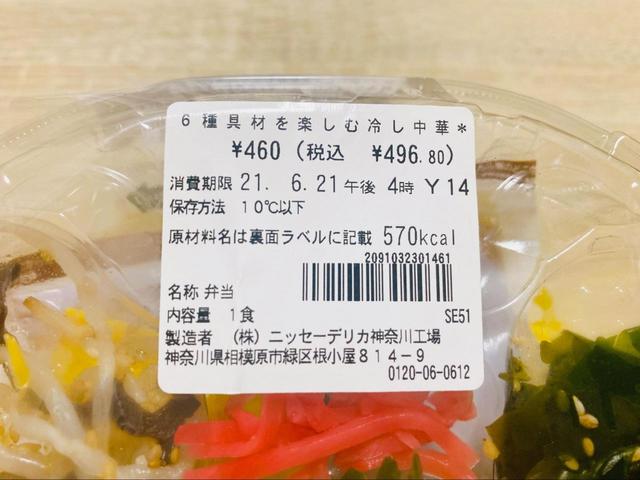 6種具材を楽しむ冷し中華*
¥460(税込 ¥496.80)
消費期限 21. 6.21午後 4時 Y14
保存方法 10℃以下
原材料名は裏面ラベルに記載 570kcal
2091032301461
名称 弁当
内容量 1食 SE51
製造者 (株)ニッセーデリカ神奈川工場
神奈川県相模原市緑区根小屋814-9
0120-06-0612